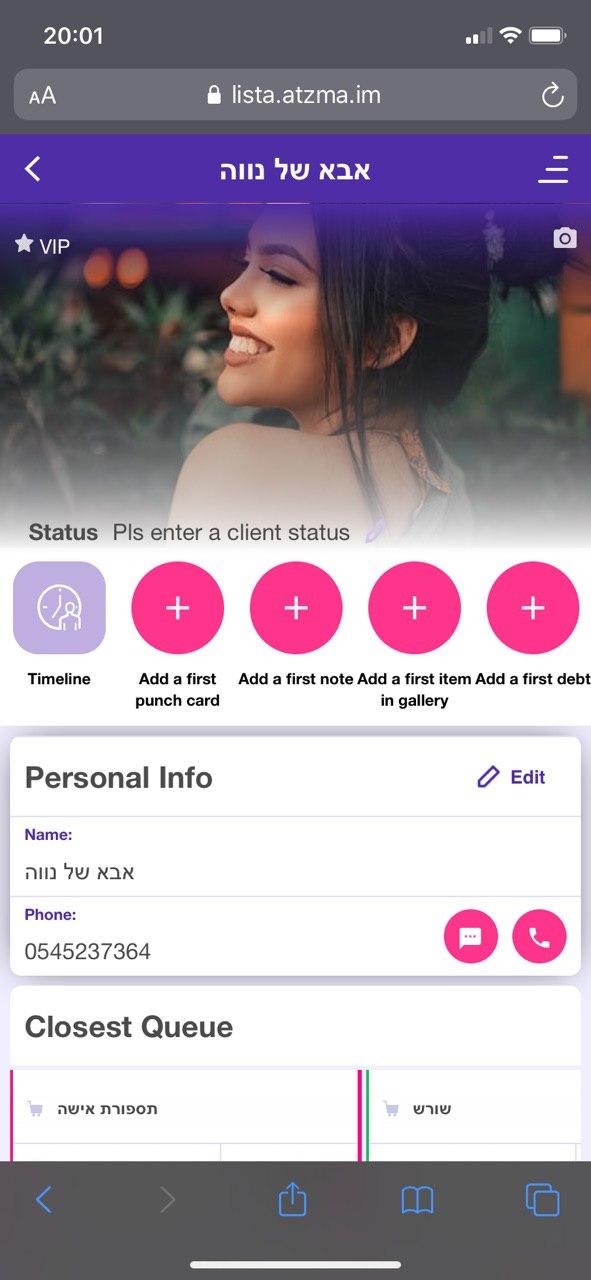 20:01
AA lista.atzma.im
אבא של נווה
VIP
Status Pls enter a client status
Timeline
Add a first punch card
Add a first note
Add a first item in gallery
Add a first debt
Personal Info
Edit
Name:
אבא של נווה
Phone:
0545237364
Closest Queue
תספורת אישה
שורש